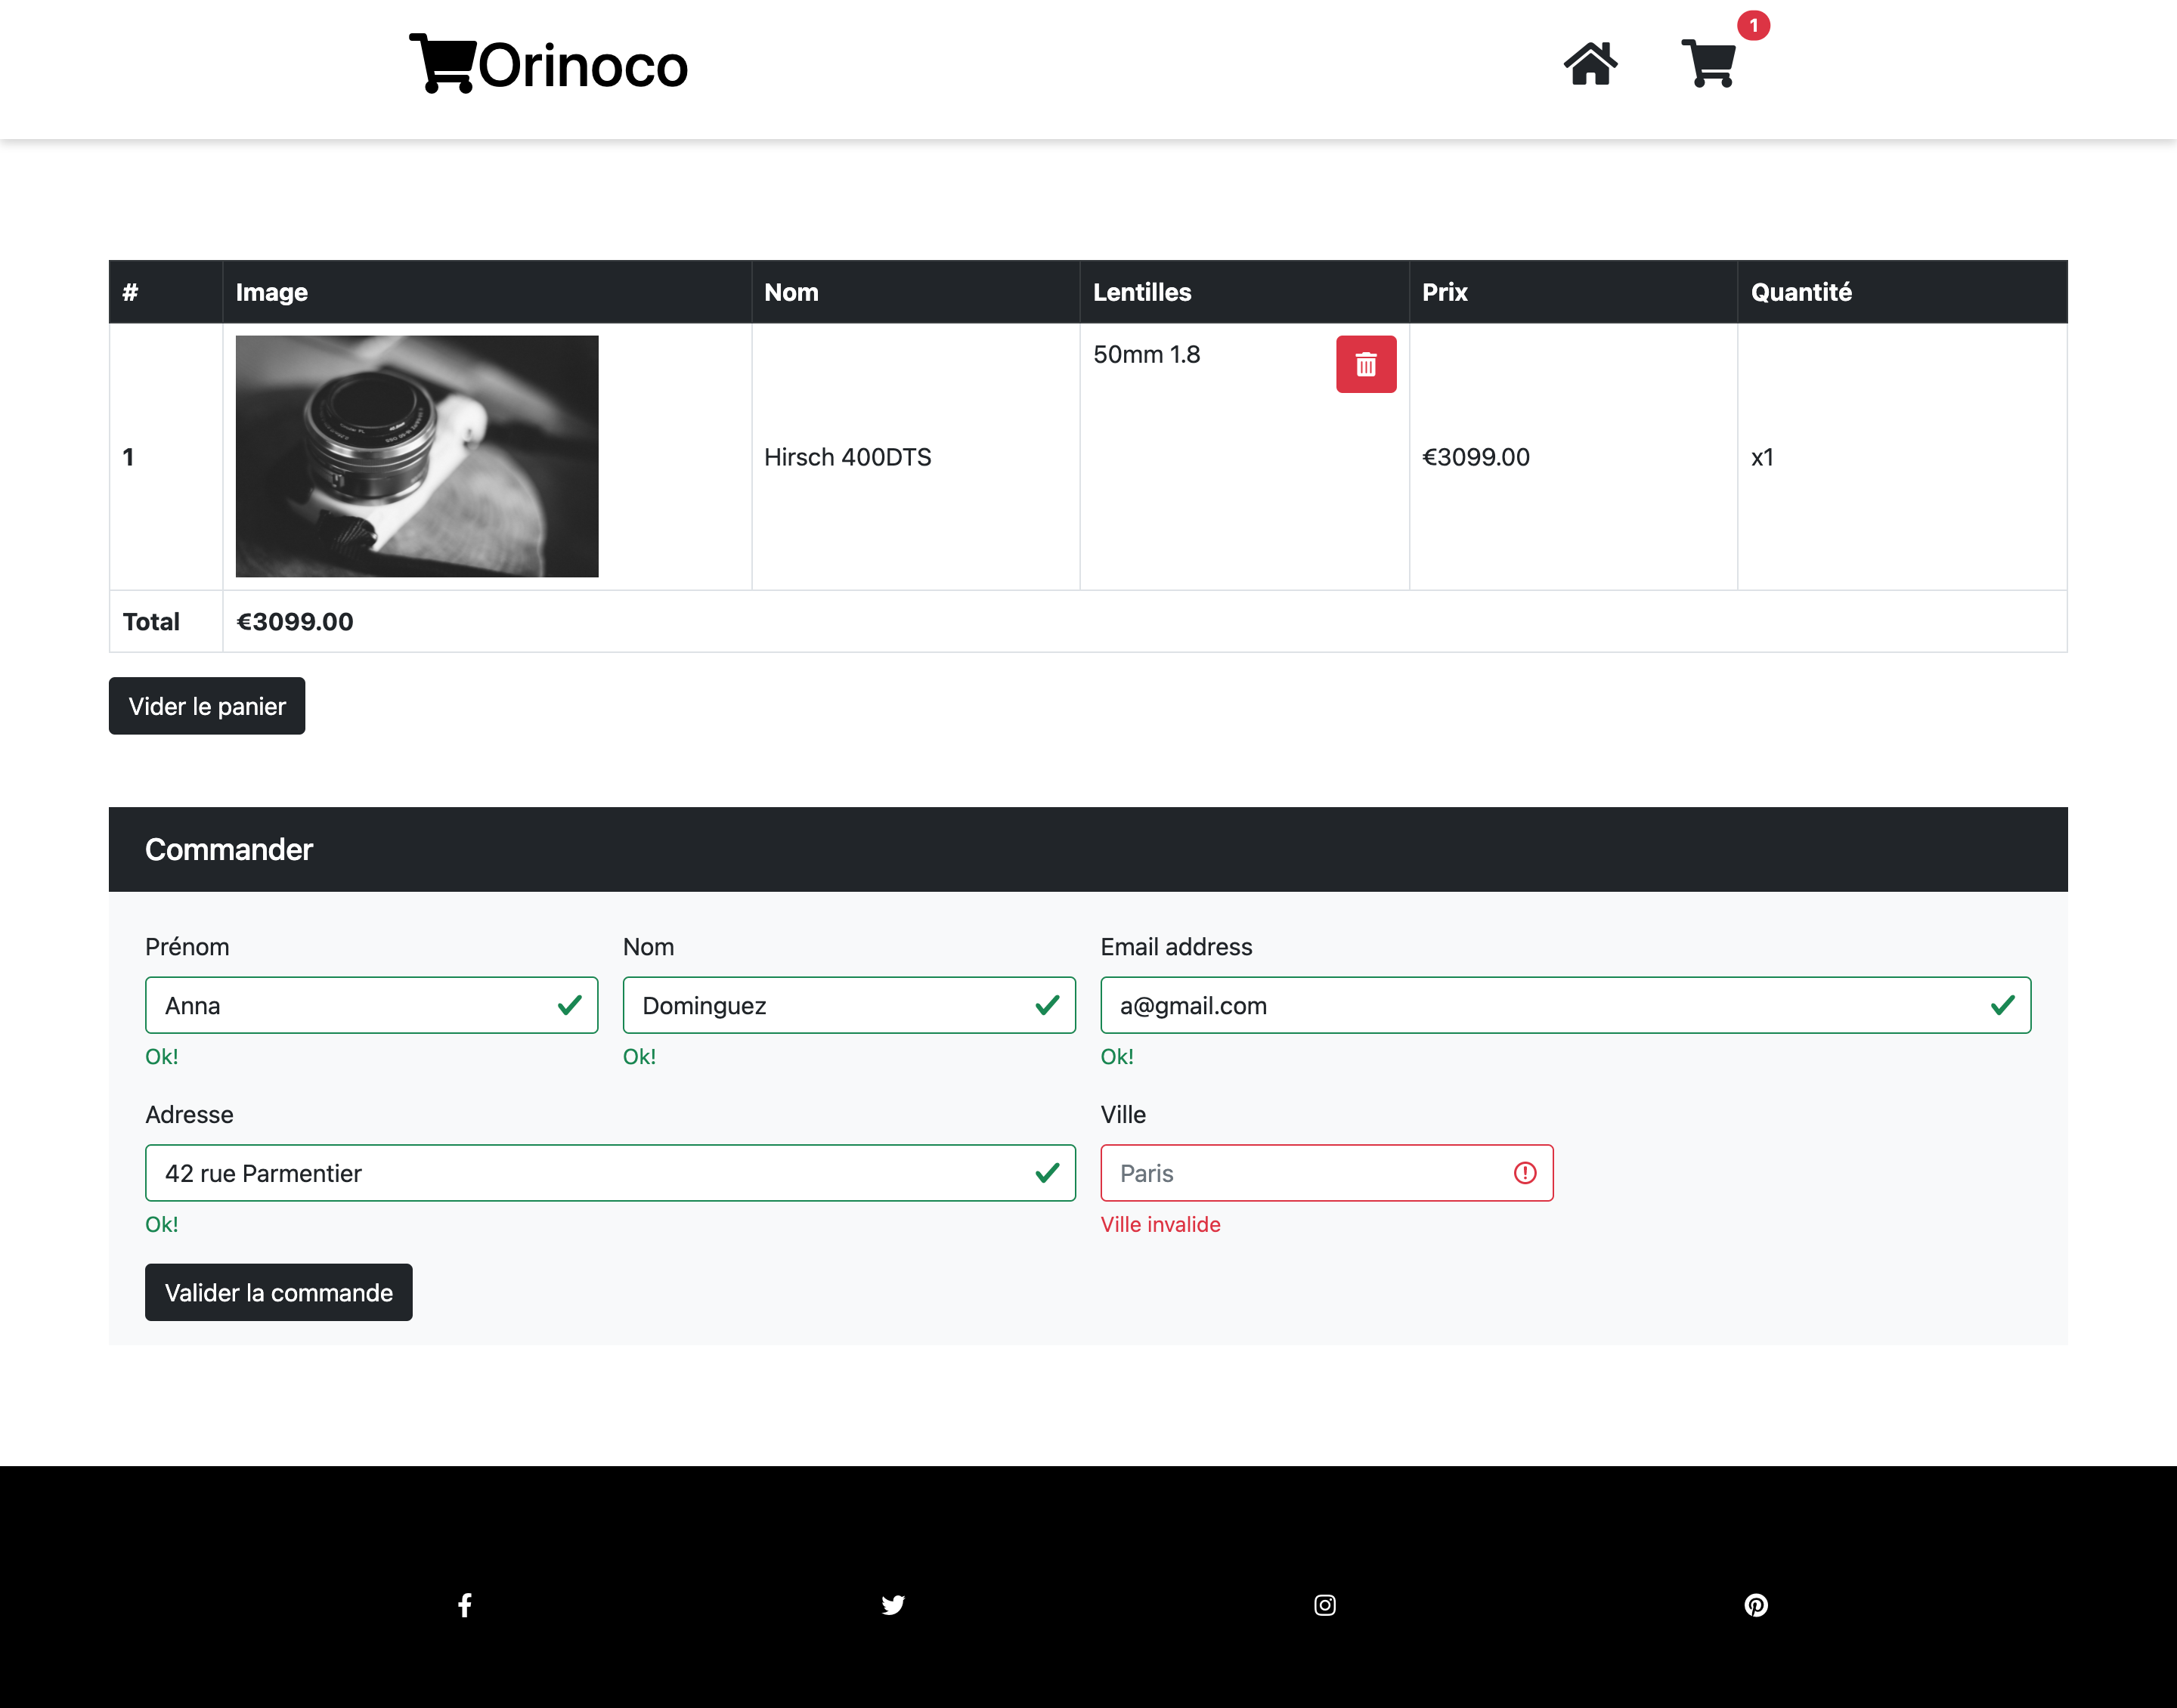 Orinoco
1
# Image Nom Lentilles Prix Quantité
1 Hirsch 400DTS 50mm 1.8 €3099.00 x1
Total €3099.00
Vider le panier
Commander
Prénom Nom Email address
Anna Dominguez a@gmail.com
Ok! Ok! Ok!
Adresse Ville
42 rue Parmentier Paris
Ok! Ville invalide
Valider la commande